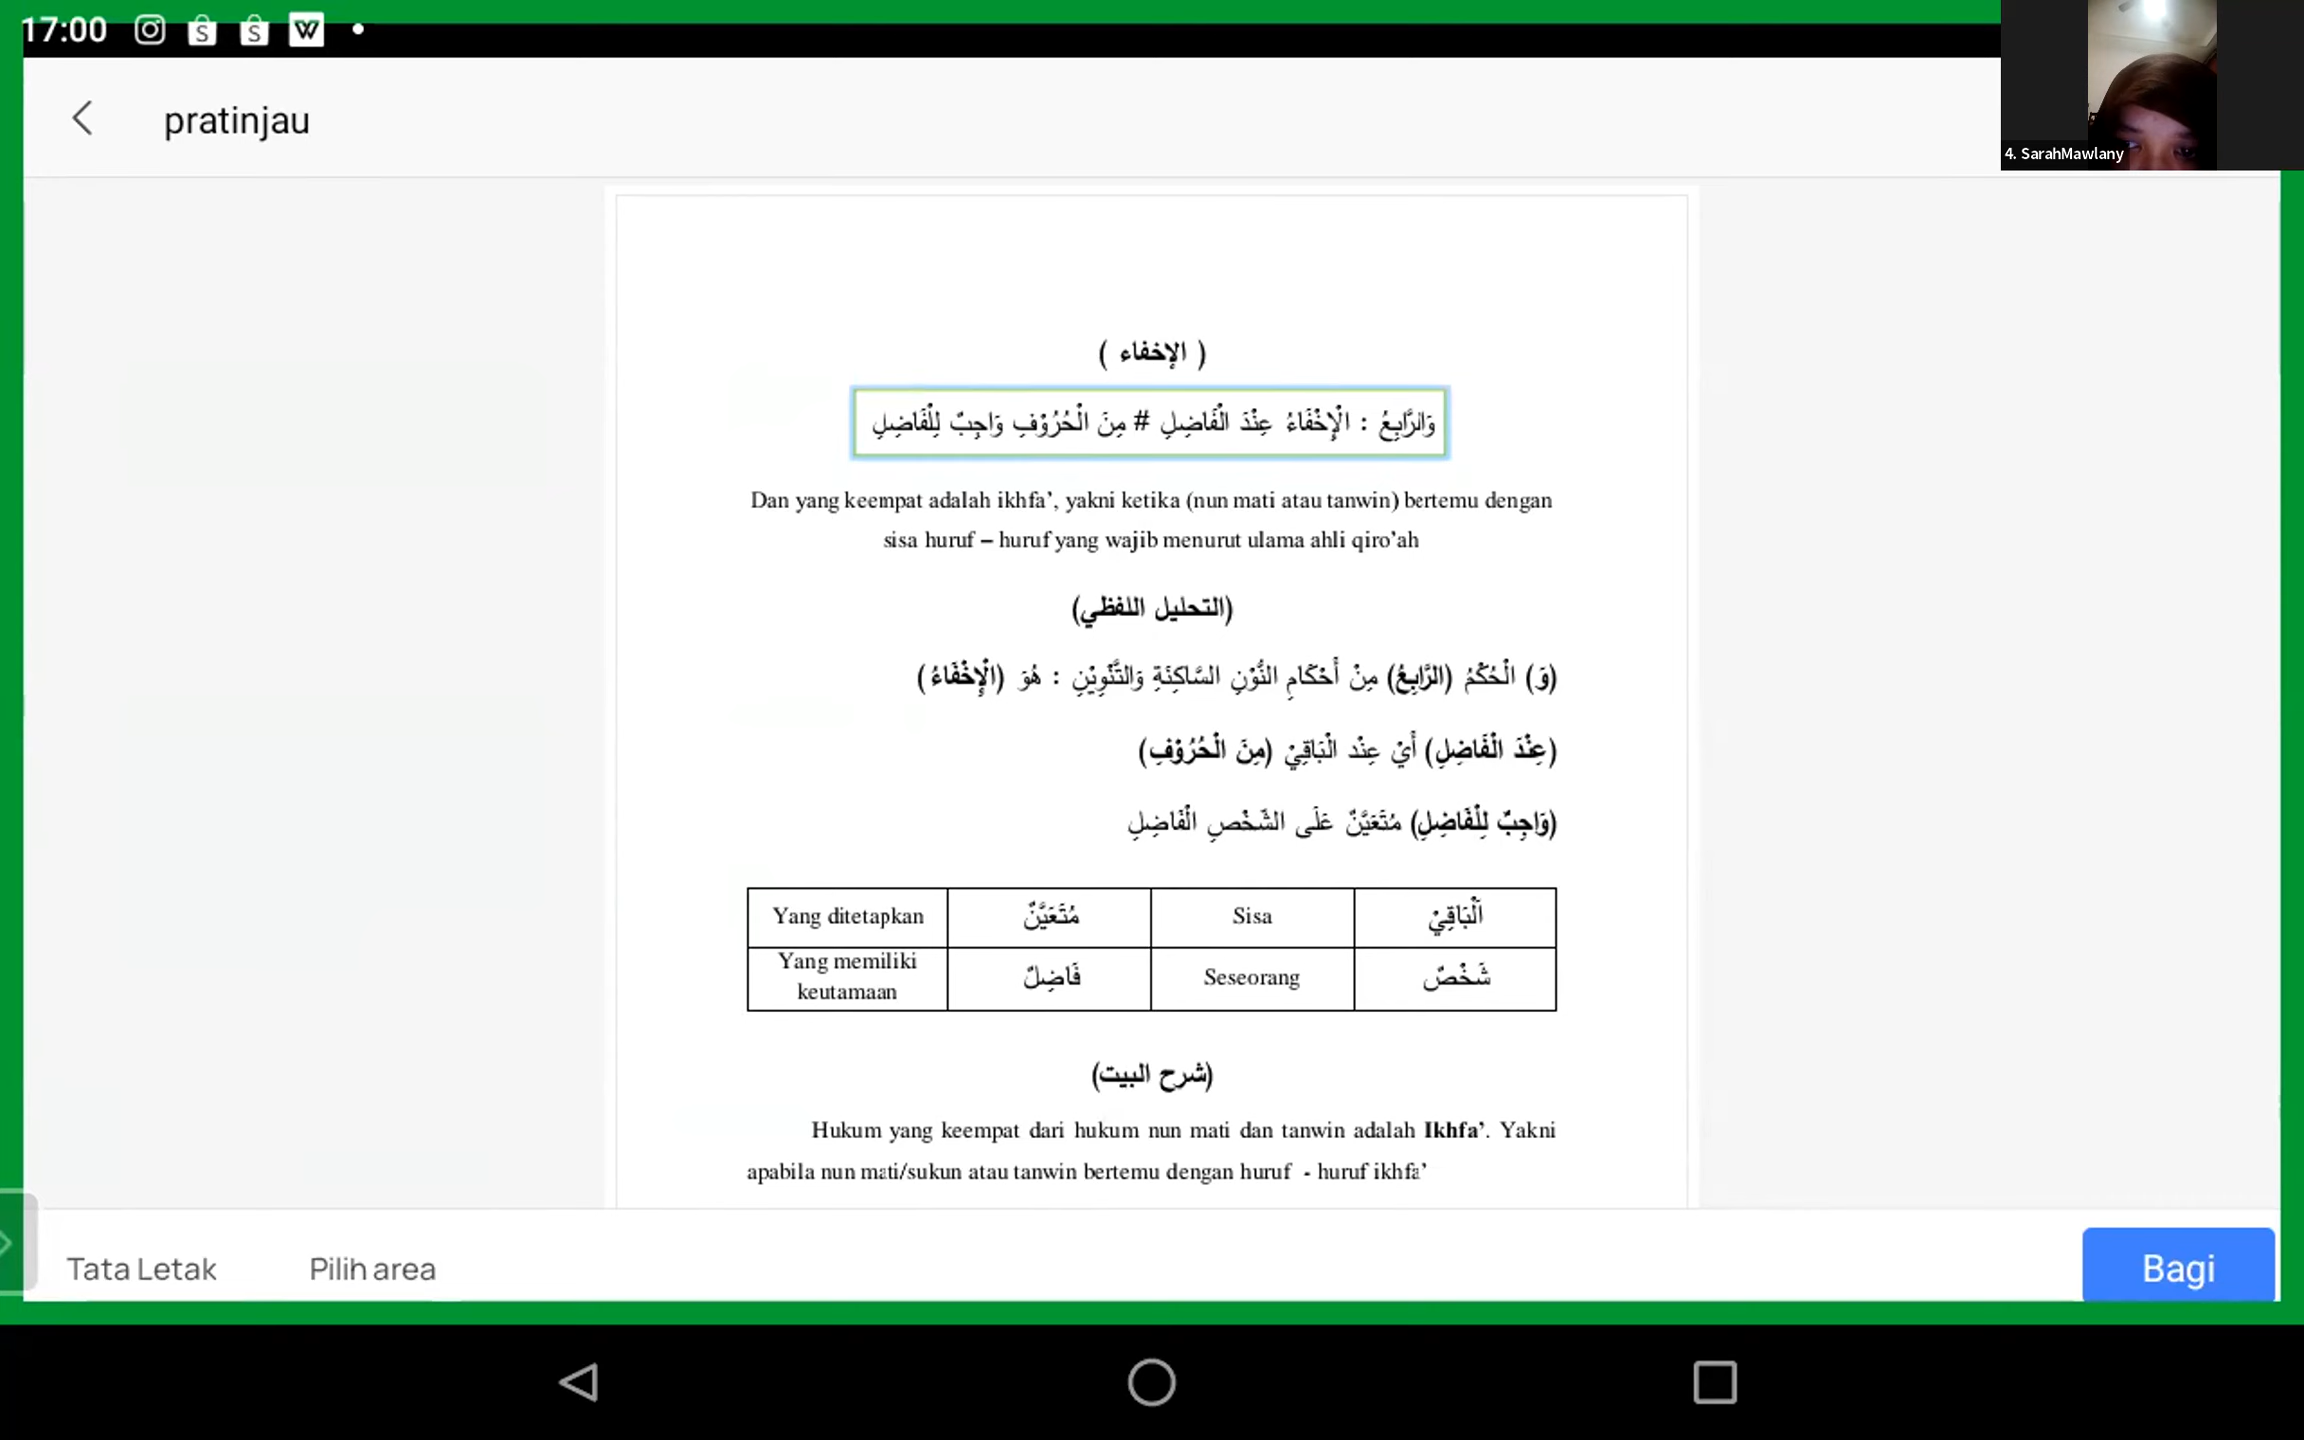 17:00
pratinjau
4. SarahMawlany
( الإخفاء )
وَالرَّابِعُ : الْإِخْفَاءُ عِنْدَ الْفَاضِلِ # مِنَ الْحُرُوْفِ وَاجِبٌ لِلْفَاضِلِ
Dan yang keempat adalah ikhfa’, yakni ketika (nun mati atau tanwin) bertemu dengan
sisa huruf – huruf yang wajib menurut ulama ahli qiro’ah
(التحليل اللفظي)
(وَ) الْحُكْمُ (الرَّابِعُ) مِنْ أَحْكَامِ النُّوْنِ السَّاكِنَةِ وَالتَّنْوِيْنِ : هُوَ (الْإِخْفَاءُ)
(عِنْدَ الْفَاضِلِ) أَيْ عِنْد الْبَاقِيْ (مِنَ الْحُرُوْفِ)
(وَاجِبٌ لِلْفَاضِلِ) مُتَعَيَّنٌ عَلَى الشَّخْصِ الْفَاضِلِ
Yang ditetapkan مُتَعَيَّنٌ Sisa اَلْبَاقِيْ
Yang memiliki
keutamaan فَاضِلٌ Seseorang شَخْصٌ
(شرح البيت)
Hukum yang keempat dari hukum nun mati dan tanwin adalah Ikhfa’. Yakni
apabila nun mati/sukun atau tanwin bertemu dengan huruf - huruf ikhfa’
Tata Letak Pilih area Bagi